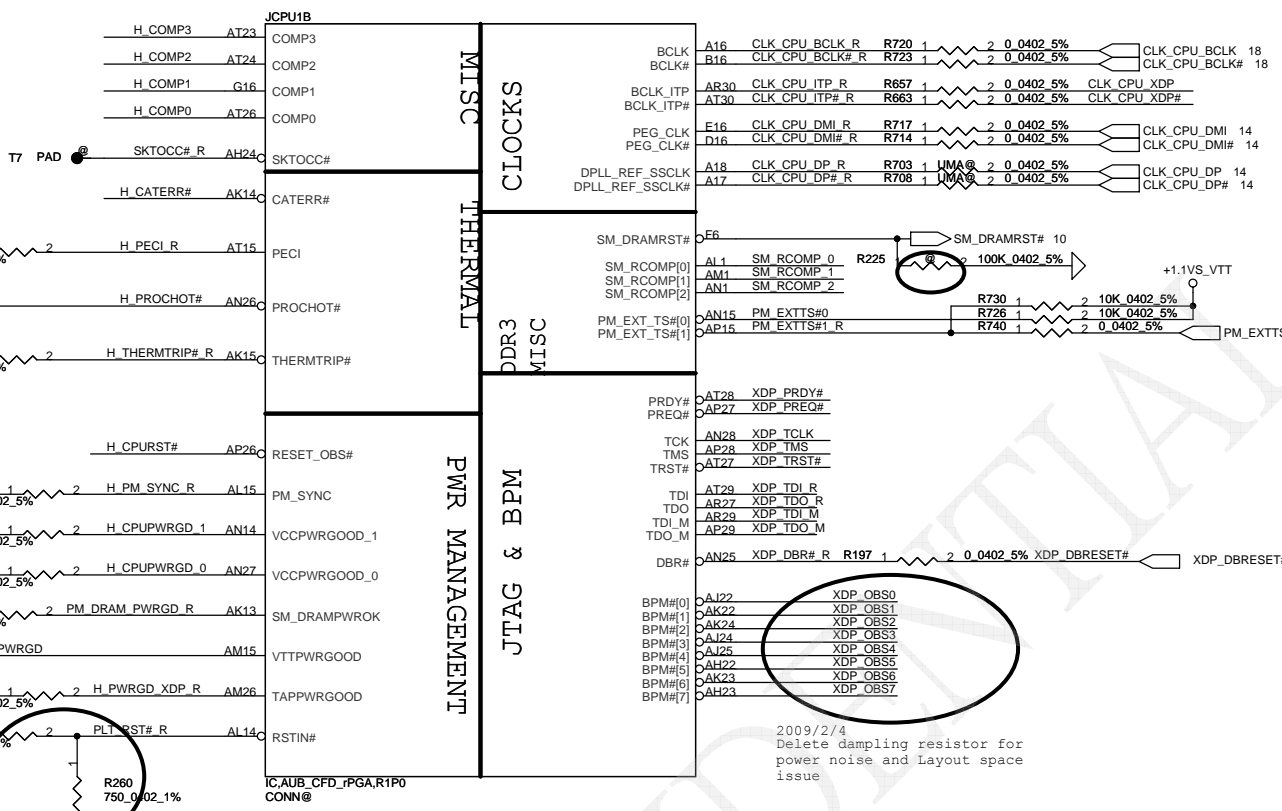 JCPU1B
H_COMP3 AT23 COMP3
H_COMP2 AT24 COMP2
H_COMP1 G16 COMP1
H_COMP0 AT26 COMP0
T7 PAD @ SKTOCC#_R AH24 SKTOCC#
MISC
H_CATERR# AK14 CATERR#
2 H_PECI_R AT15 PECI
%
H_PROCHOT# AN26 PROCHOT#
2 H_THERMTRIP#_R AK15 THERMTRIP#
%
THERMAL
H_CPURST# AP26 RESET_OBS#
1 2 H_PM_SYNC_R AL15 PM_SYNC
02_5%
1 2 H_CPUPWRGD_1 AN14 VCCPWRGOOD_1
02_5%
1 2 H_CPUPWRGD_0 AN27 VCCPWRGOOD_0
02_5%
2 PM_DRAM_PWRGD_R AK13 SM_DRAMPWROK
%
PWRGD AM15 VTTPWRGOOD
1 2 H_PWRGD_XDP_R AM26 TAPPWRGOOD
02_5%
2 PLT_RST#_R AL14 RSTIN#
%
1
R260
750_0402_1%
PWR MANAGEMENT
IC,AUB_CFD_rPGA,R1P0
CONN@
CLOCKS
BCLK A16 CLK_CPU_BCLK_R R720 1 2 0_0402_5% CLK_CPU_BCLK 18
BCLK# B16 CLK_CPU_BCLK#_R R723 1 2 0_0402_5% CLK_CPU_BCLK# 18
BCLK_ITP AR30 CLK_CPU_ITP_R R657 1 2 0_0402_5% CLK_CPU_XDP
BCLK_ITP# AT30 CLK_CPU_ITP#_R R663 1 2 0_0402_5% CLK_CPU_XDP#
PEG_CLK E16 CLK_CPU_DMI_R R717 1 2 0_0402_5% CLK_CPU_DMI 14
PEG_CLK# D16 CLK_CPU_DMI#_R R714 1 2 0_0402_5% CLK_CPU_DMI# 14
DPLL_REF_SSCLK A18 CLK_CPU_DP_R R703 1 UMA@ 2 0_0402_5% CLK_CPU_DP 14
DPLL_REF_SSCLK# A17 CLK_CPU_DP#_R R708 1 UMA@ 2 0_0402_5% CLK_CPU_DP# 14
DDR3 MISC
SM_DRAMRST# F6 SM_DRAMRST# 10
SM_RCOMP[0] AL1 SM_RCOMP_0 R225 1 @ 2 100K_0402_5%
SM_RCOMP[1] AM1 SM_RCOMP_1
SM_RCOMP[2] AN1 SM_RCOMP_2
+1.1VS_VTT
R730 1 2 10K_0402_5%
PM_EXT_TS#[0] AN15 PM_EXTTS#0 R726 1 2 10K_0402_5%
PM_EXT_TS#[1] AP15 PM_EXTTS#1_R R740 1 2 0_0402_5% PM_EXTTS
JTAG & BPM
PRDY# AT28 XDP_PRDY#
PREQ# AP27 XDP_PREQ#
TCK AN28 XDP_TCLK
TMS AP28 XDP_TMS
TRST# AT27 XDP_TRST#
TDI AT29 XDP_TDI_R
TDO AR27 XDP_TDO_R
TDI_M AR29 XDP_TDI_M
TDO_M AP29 XDP_TDO_M
DBR# AN25 XDP_DBR#_R R197 1 2 0_0402_5% XDP_DBRESET# XDP_DBRESET#
BPM#[0] AJ22 XDP_OBS0
BPM#[1] AK22 XDP_OBS1
BPM#[2] AK24 XDP_OBS2
BPM#[3] AJ24 XDP_OBS3
BPM#[4] AJ25 XDP_OBS4
BPM#[5] AH22 XDP_OBS5
BPM#[6] AK23 XDP_OBS6
BPM#[7] AH23 XDP_OBS7
2009/2/4
Delete dampling resistor for
power noise and Layout space
issue